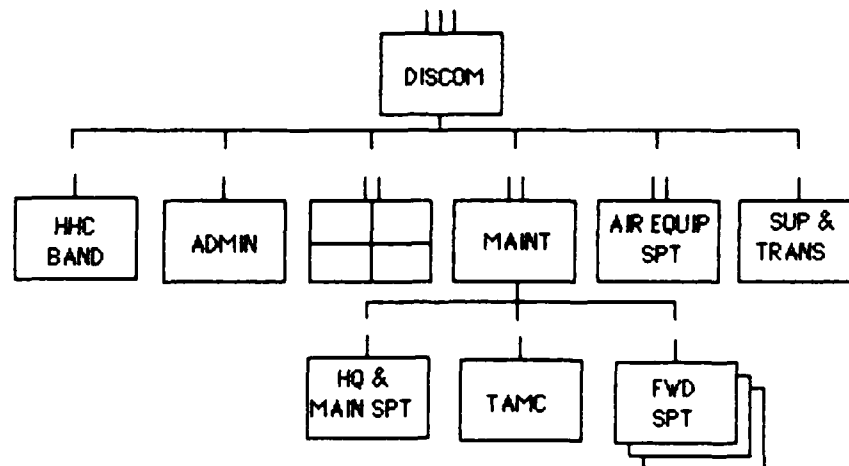 DISCOM
HHC
BAND
ADMIN
MAINT
AIR EQUIP
SPT
SUP &
TRANS
HQ &
MAIN SPT
TAMC
FWD
SPT